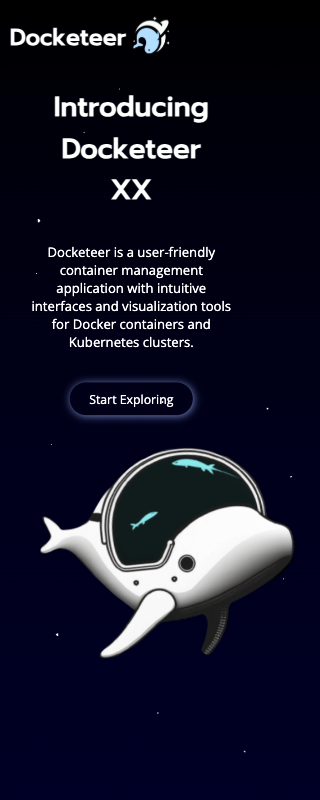 Docketeer
Introducing
Docketeer
XX
Docketeer is a user-friendly
container management
application with intuitive
interfaces and visualization tools
for Docker containers and
Kubernetes clusters.
Start Exploring